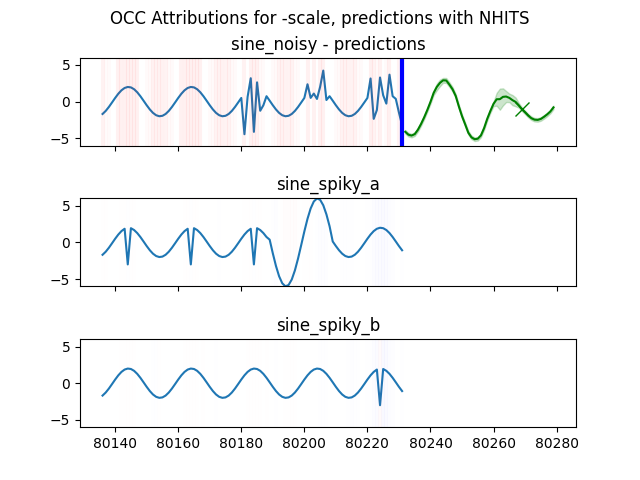 OCC Attributions for -scale, predictions with NHITS
sine_noisy - predictions
5
0
−5
sine_spiky_a
5
0
−5
sine_spiky_b
5
0
−5
80140 80160 80180 80200 80220 80240 80260 80280